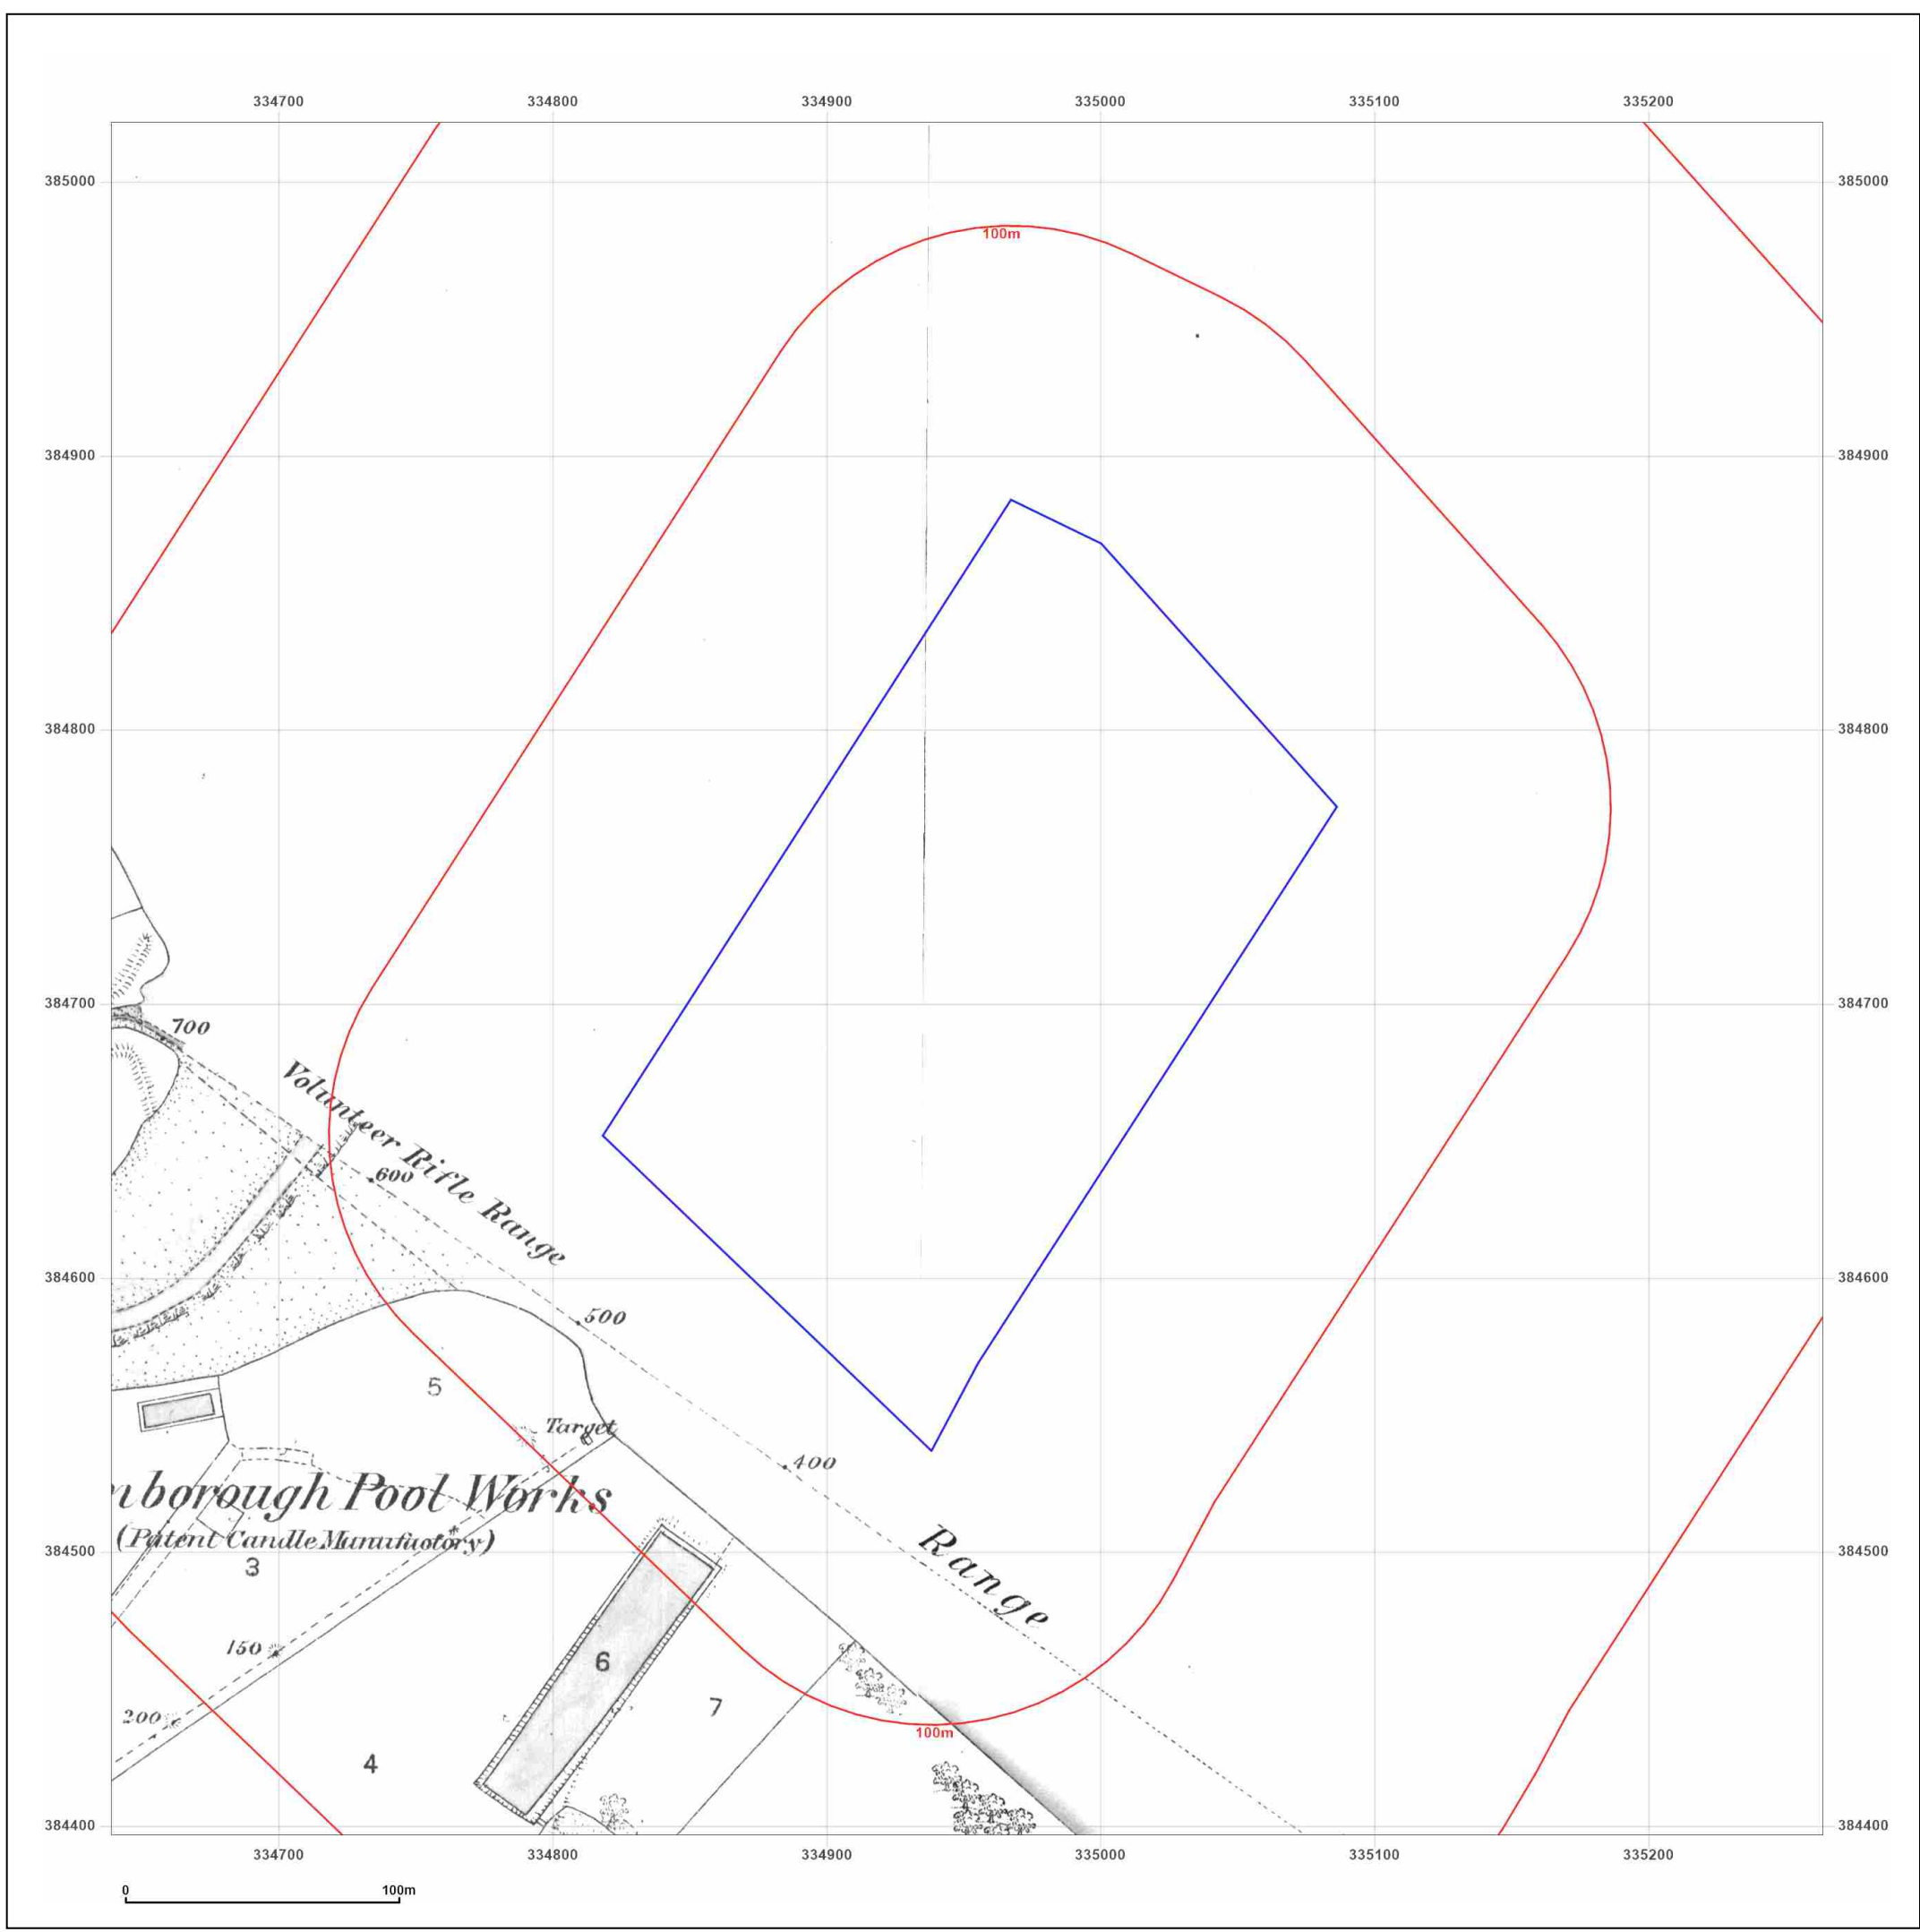 334700 334800 334900 335000 335100 335200
385000 385000
100m
384900 384900
384800 384800
384700 384700
700
Volunteer Rifle Range
600
384600 384600
500
5
Target
400
nborough Pool Works
(Patent Candle Manufactory)
384500 384500
3
Range
150
6
200
7
100m
4
384400 384400
334700 334800 334900 335000 335100 335200
0 100m